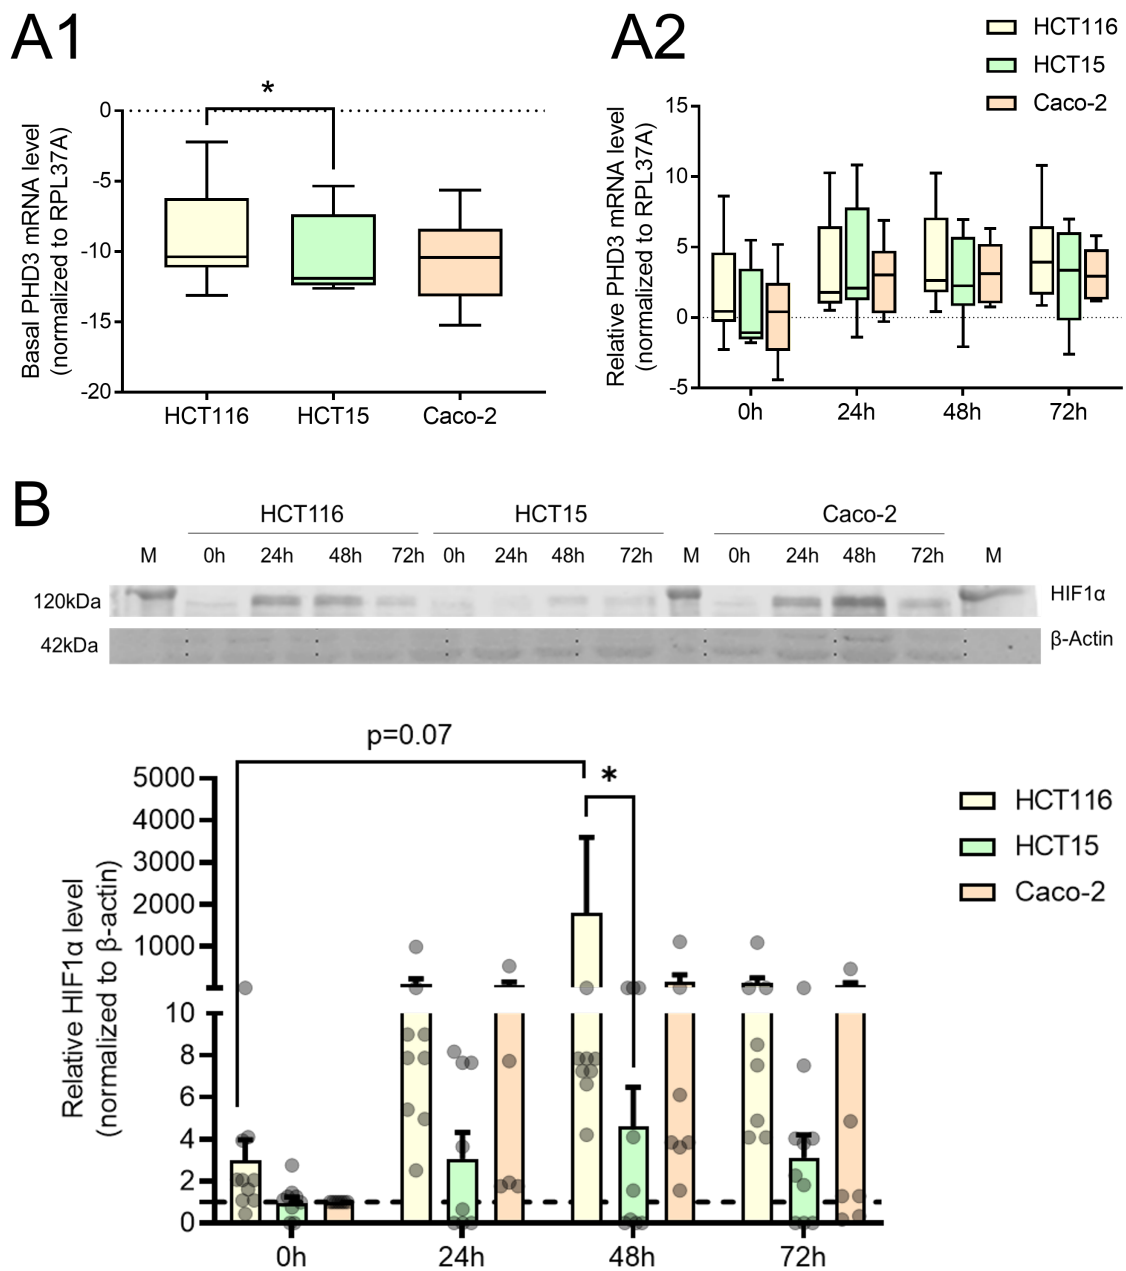 A1
*
0
-5
-10
-15
-20
Basal PHD3 mRNA level
(normalized to RPL37A)
HCT116 HCT15 Caco-2
A2
HCT116
HCT15
Caco-2
15
10
5
0
-5
Relative PHD3 mRNA level
(normalized to RPL37A)
0h 24h 48h 72h
B
HCT116 HCT15 Caco-2
M 0h 24h 48h 72h 0h 24h 48h 72h M 0h 24h 48h 72h M
120kDa HIF1α
42kDa β-Actin
p=0.07
*
5000
4000
3000
2000
1000
10
8
6
4
2
0
Relative HIF1α level
(normalized to β-actin)
0h 24h 48h 72h
HCT116
HCT15
Caco-2